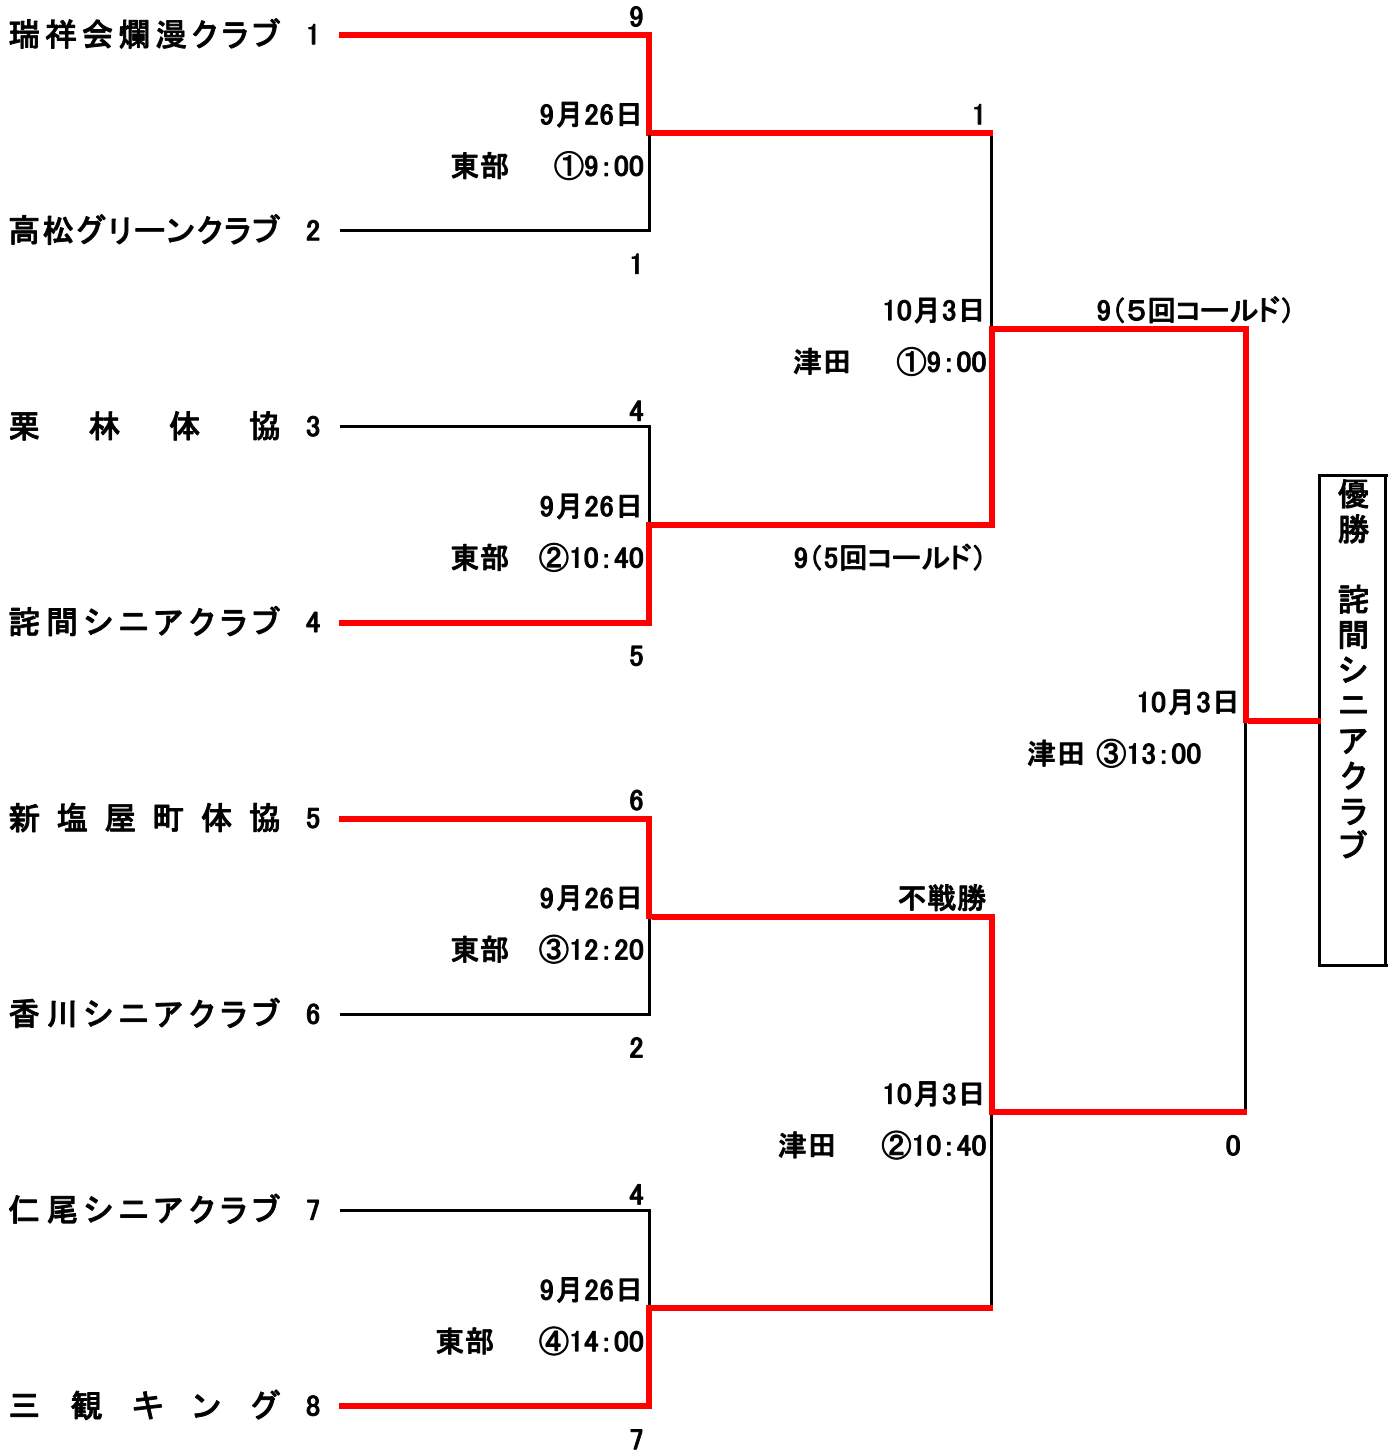 瑞祥会爛漫クラブ 1
9
9月26日
東部 ①9:00
高松グリーンクラブ 2
1
1
10月3日
津田 ①9:00
9(5回コールド)
栗林体協 3
4
9月26日
東部 ②10:40
9(5回コールド)
詫間シニアクラブ 4
5
優勝 詫間シニアクラブ
10月3日
津田 ③13:00
新塩屋町体協 5
6
9月26日
東部 ③12:20
不戦勝
香川シニアクラブ 6
2
10月3日
津田 ②10:40
0
仁尾シニアクラブ 7
4
9月26日
東部 ④14:00
三観キング 8
7